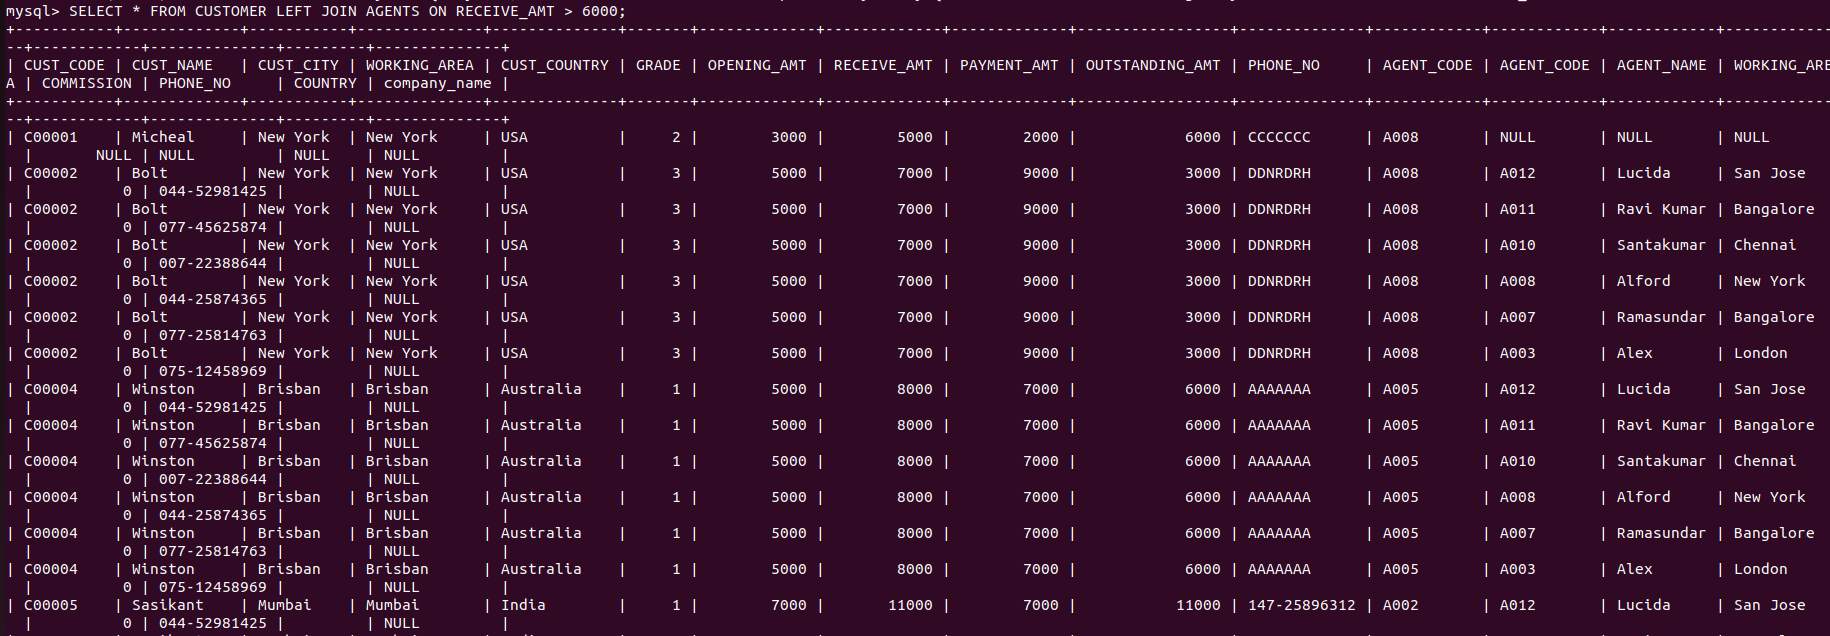 mysql> SELECT * FROM CUSTOMER LEFT JOIN AGENTS ON RECEIVE_AMT > 6000;
+-----------+-------------+-------------+--------------+--------------+-------+-------------+-------------+-------------+-----------------+--------------+------------+------------+------------+------------
--+------------+--------------+---------+--------------+
| CUST_CODE | CUST_NAME   | CUST_CITY | WORKING_AREA | CUST_COUNTRY | GRADE | OPENING_AMT | RECEIVE_AMT | PAYMENT_AMT | OUTSTANDING_AMT | PHONE_NO     | AGENT_CODE | AGENT_CODE | AGENT_NAME | WORKING_ARE
A | COMMISSION | PHONE_NO     | COUNTRY | company_name |
+-----------+-------------+-----------+--------------+--------------+-------+-------------+-------------+-------------+-----------------+--------------+------------+------------+------------+------------
--+------------+--------------+---------+--------------+
| C00001    | Micheal     | New York  | New York     | USA          |     2 |        3000 |        5000 |        2000 |            6000 | CCCCCCC      | A008       | NULL       | NULL       | NULL
  |       NULL | NULL         | NULL    | NULL         |
| C00002    | Bolt        | New York  | New York     | USA          |     3 |        5000 |        7000 |        9000 |            3000 | DDNRDRH      | A008       | A012       | Lucida     | San Jose
  |          0 | 044-52981425 |         | NULL         |
| C00002    | Bolt        | New York  | New York     | USA          |     3 |        5000 |        7000 |        9000 |            3000 | DDNRDRH      | A008       | A011       | Ravi Kumar | Bangalore
  |          0 | 077-45625874 |         | NULL         |
| C00002    | Bolt        | New York  | New York     | USA          |     3 |        5000 |        7000 |        9000 |            3000 | DDNRDRH      | A008       | A010       | Santakumar | Chennai
  |          0 | 007-22388644 |         | NULL         |
| C00002    | Bolt        | New York  | New York     | USA          |     3 |        5000 |        7000 |        9000 |            3000 | DDNRDRH      | A008       | A008       | Alford     | New York
  |          0 | 044-25874365 |         | NULL         |
| C00002    | Bolt        | New York  | New York     | USA          |     3 |        5000 |        7000 |        9000 |            3000 | DDNRDRH      | A008       | A007       | Ramasundar | Bangalore
  |          0 | 077-25814763 |         | NULL         |
| C00002    | Bolt        | New York  | New York     | USA          |     3 |        5000 |        7000 |        9000 |            3000 | DDNRDRH      | A008       | A003       | Alex       | London
  |          0 | 075-12458969 |         | NULL         |
| C00004    | Winston     | Brisban   | Brisban      | Australia    |     1 |        5000 |        8000 |        7000 |            6000 | AAAAAAA      | A005       | A012       | Lucida     | San Jose
  |          0 | 044-52981425 |         | NULL         |
| C00004    | Winston     | Brisban   | Brisban      | Australia    |     1 |        5000 |        8000 |        7000 |            6000 | AAAAAAA      | A005       | A011       | Ravi Kumar | Bangalore
  |          0 | 077-45625874 |         | NULL         |
| C00004    | Winston     | Brisban   | Brisban      | Australia    |     1 |        5000 |        8000 |        7000 |            6000 | AAAAAAA      | A005       | A010       | Santakumar | Chennai
  |          0 | 007-22388644 |         | NULL         |
| C00004    | Winston     | Brisban   | Brisban      | Australia    |     1 |        5000 |        8000 |        7000 |            6000 | AAAAAAA      | A005       | A008       | Alford     | New York
  |          0 | 044-25874365 |         | NULL         |
| C00004    | Winston     | Brisban   | Brisban      | Australia    |     1 |        5000 |        8000 |        7000 |            6000 | AAAAAAA      | A005       | A007       | Ramasundar | Bangalore
  |          0 | 077-25814763 |         | NULL         |
| C00004    | Winston     | Brisban   | Brisban      | Australia    |     1 |        5000 |        8000 |        7000 |            6000 | AAAAAAA      | A005       | A003       | Alex       | London
  |          0 | 075-12458969 |         | NULL         |
| C00005    | Sasikant    | Mumbai    | Mumbai       | India        |     1 |        7000 |       11000 |        7000 |           11000 | 147-25896312 | A002       | A012       | Lucida     | San Jose
  |          0 | 044-52981425 |         | NULL         |